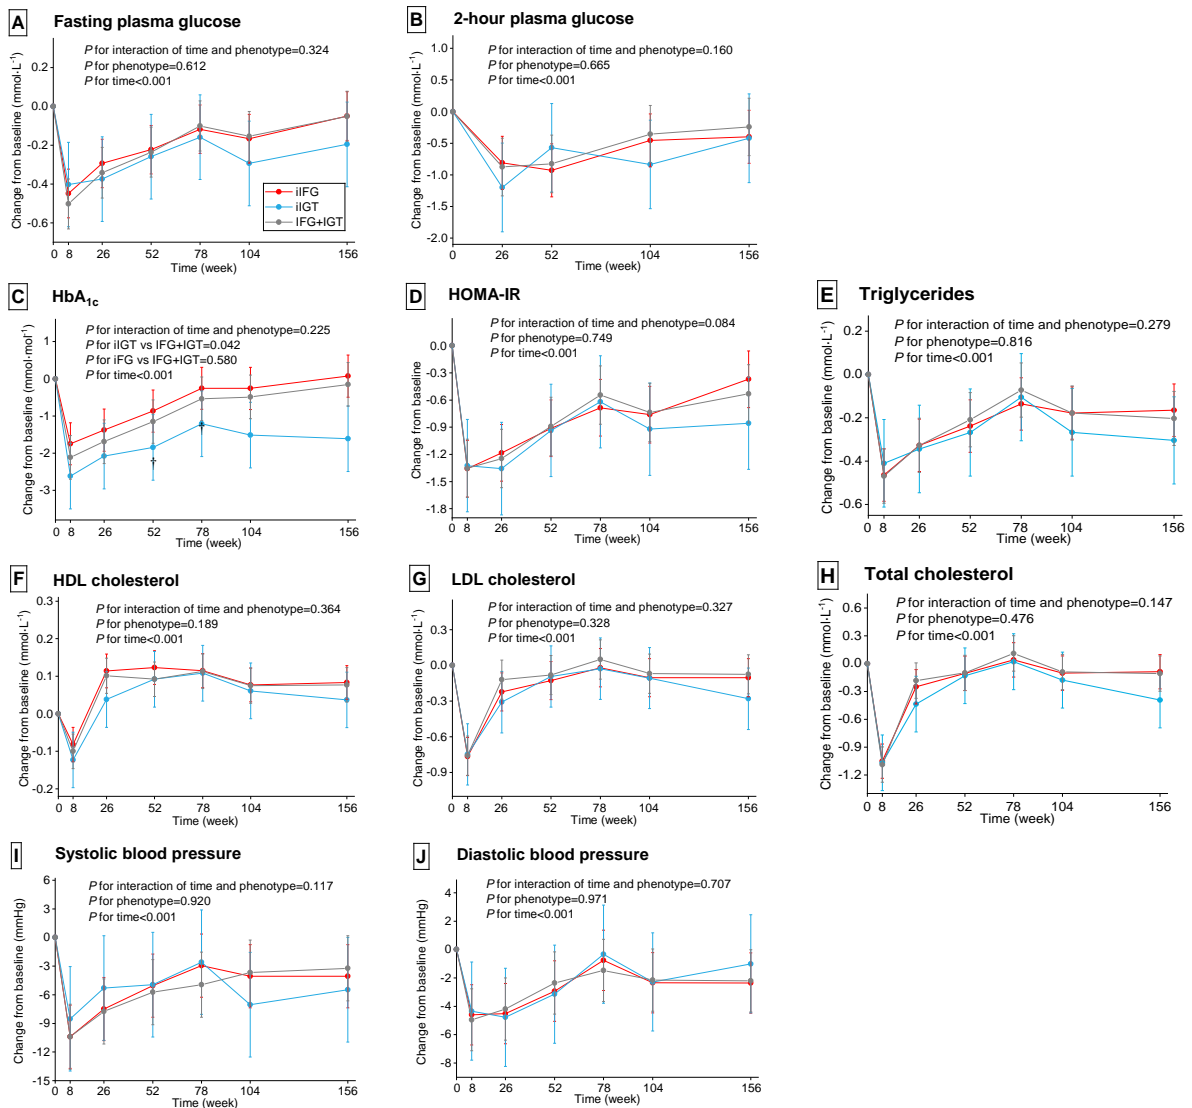 A Fasting plasma glucose
P for interaction of time and phenotype=0.324
P for phenotype=0.612
P for time<0.001
Change from baseline (mmol·L⁻¹)
0.2
0.0
-0.2
-0.4
-0.6
iIFG
iIGT
IFG+IGT
0 8 26 52 78 104 156
Time (week)
B 2-hour plasma glucose
P for interaction of time and phenotype=0.160
P for phenotype=0.665
P for time<0.001
Change from baseline (mmol·L⁻¹)
1.0
0.5
0.0
-0.5
-1.0
-1.5
-2.0
0 26 52 104 156
Time (week)
C HbA1c
P for interaction of time and phenotype=0.225
P for iIGT vs IFG+IGT=0.042
P for iFG vs IFG+IGT=0.580
P for time<0.001
Change from baseline (mmol·mol⁻¹)
1
0
-1
-2
-3
†
†
0 8 26 52 78 104 156
Time (week)
D HOMA-IR
P for interaction of time and phenotype=0.084
P for phenotype=0.749
P for time<0.001
Change from baseline
0.0
-0.3
-0.6
-0.9
-1.2
-1.5
-1.8
0 8 26 52 78 104 156
Time (week)
E Triglycerides
P for interaction of time and phenotype=0.279
P for phenotype=0.816
P for time<0.001
Change from baseline (mmol·L⁻¹)
0.2
0.0
-0.2
-0.4
-0.6
0 8 26 52 78 104 156
Time (week)
F HDL cholesterol
P for interaction of time and phenotype=0.364
P for phenotype=0.189
P for time<0.001
Change from baseline (mmol·L⁻¹)
0.3
0.2
0.1
0.0
-0.1
-0.2
0 8 26 52 78 104 156
Time (week)
G LDL cholesterol
P for interaction of time and phenotype=0.327
P for phenotype=0.328
P for time<0.001
Change from baseline (mmol·L⁻¹)
0.6
0.3
0.0
-0.3
-0.6
-0.9
0 8 26 52 78 104 156
Time (week)
H Total cholesterol
P for interaction of time and phenotype=0.147
P for phenotype=0.476
P for time<0.001
Change from baseline (mmol·L⁻¹)
0.6
0.3
0.0
-0.3
-0.6
-0.9
-1.2
0 8 26 52 78 104 156
Time (week)
I Systolic blood pressure
P for interaction of time and phenotype=0.117
P for phenotype=0.920
P for time<0.001
Change from baseline (mmHg)
6
3
0
-3
-6
-9
-12
-15
0 8 26 52 78 104 156
Time (week)
J Diastolic blood pressure
P for interaction of time and phenotype=0.707
P for phenotype=0.971
P for time<0.001
Change from baseline (mmHg)
4
2
0
-2
-4
-6
-8
0 8 26 52 78 104 156
Time (week)